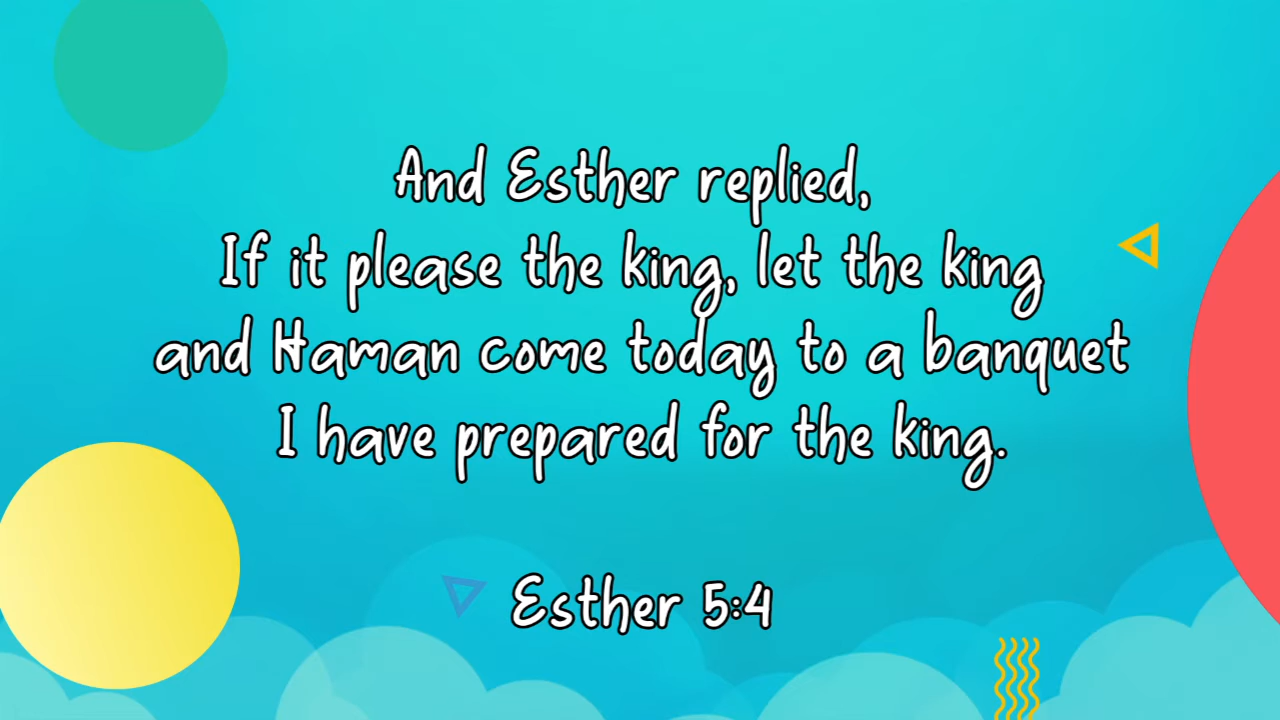 And Esther replied,
If it please the king, let the king
and Haman come today to a banquet
I have prepared for the king.
Esther 5:4